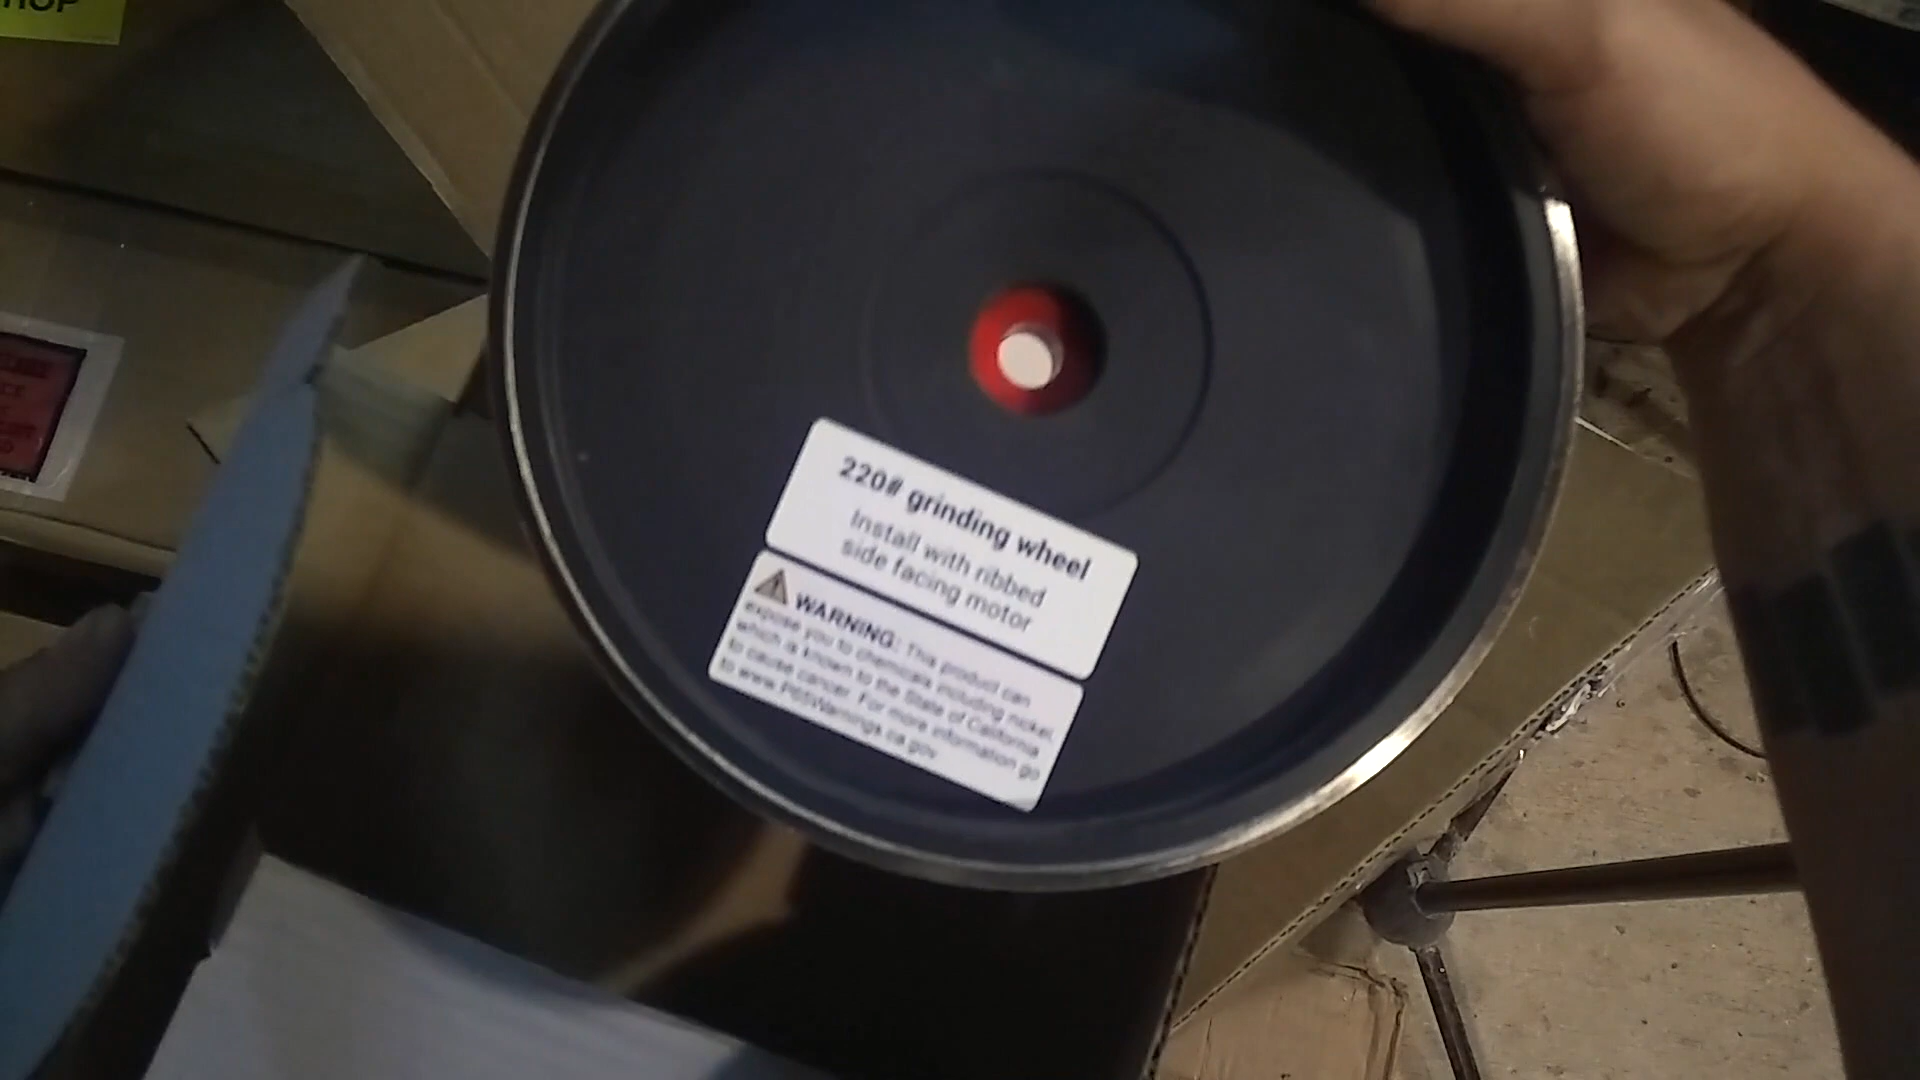 HOP
220# grinding wheel
Install with ribbed
side facing motor
WARNING: This product can
expose you to chemicals including nickel,
which is known to the State of California
to cause cancer. For more information go
to www.P65Warnings.ca.gov